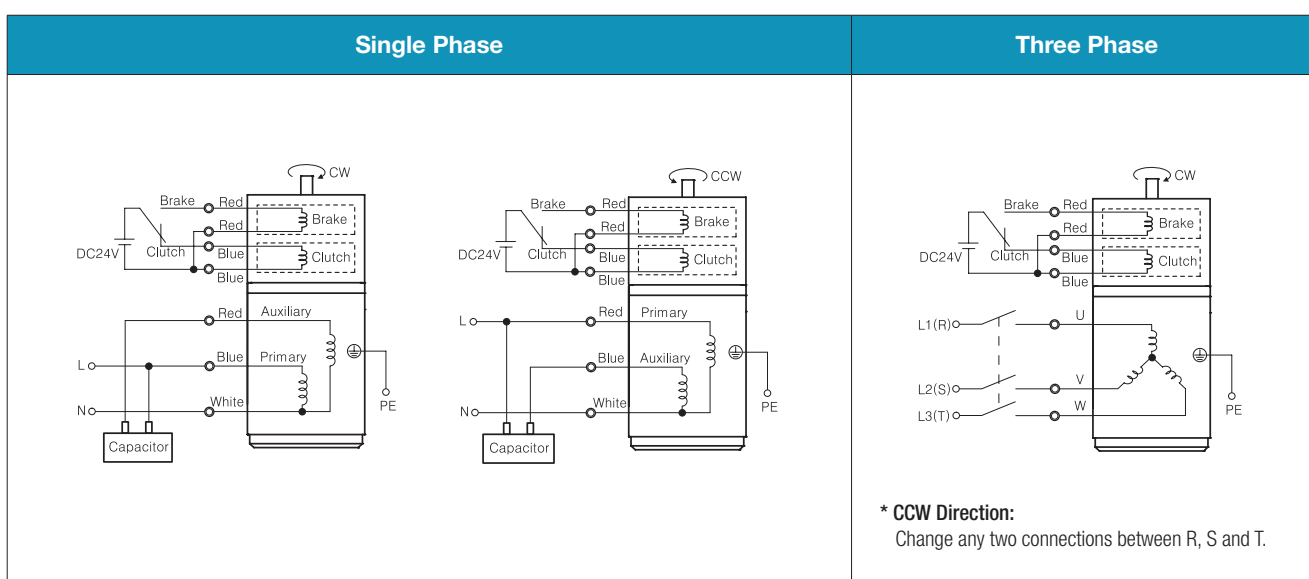 Single Phase
Three Phase
CW
Brake
Red
Brake
Red
DC24V
Clutch
Blue
Clutch
Blue
Red
Auxiliary
L
Blue
Primary
N
White
PE
Capacitor
CCW
Brake
Red
Brake
Red
DC24V
Clutch
Blue
Clutch
Blue
L
Red
Primary
Blue
Auxiliary
N
White
PE
Capacitor
CW
Brake
Red
Brake
Red
DC24V
Clutch
Blue
Clutch
Blue
L1(R)
U
L2(S)
V
L3(T)
W
PE
* CCW Direction:
Change any two connections between R, S and T.